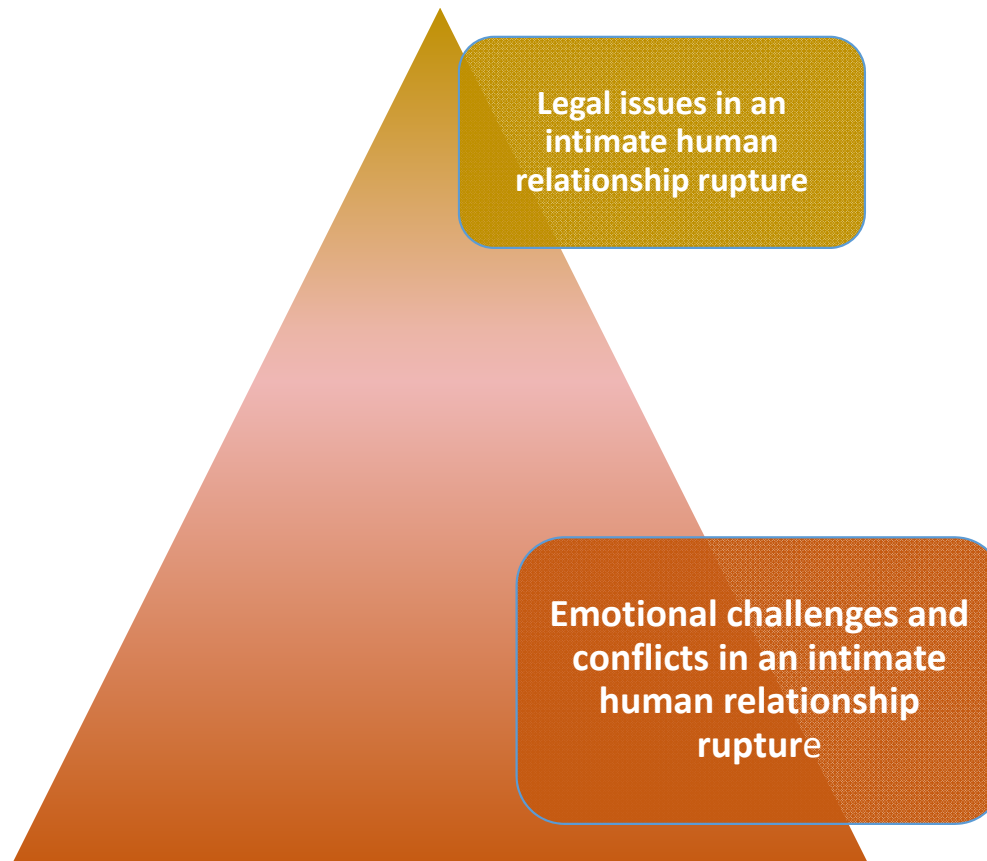 Legal issues in an
intimate human
relationship rupture
Emotional challenges and
conflicts in an intimate
human relationship
rupture